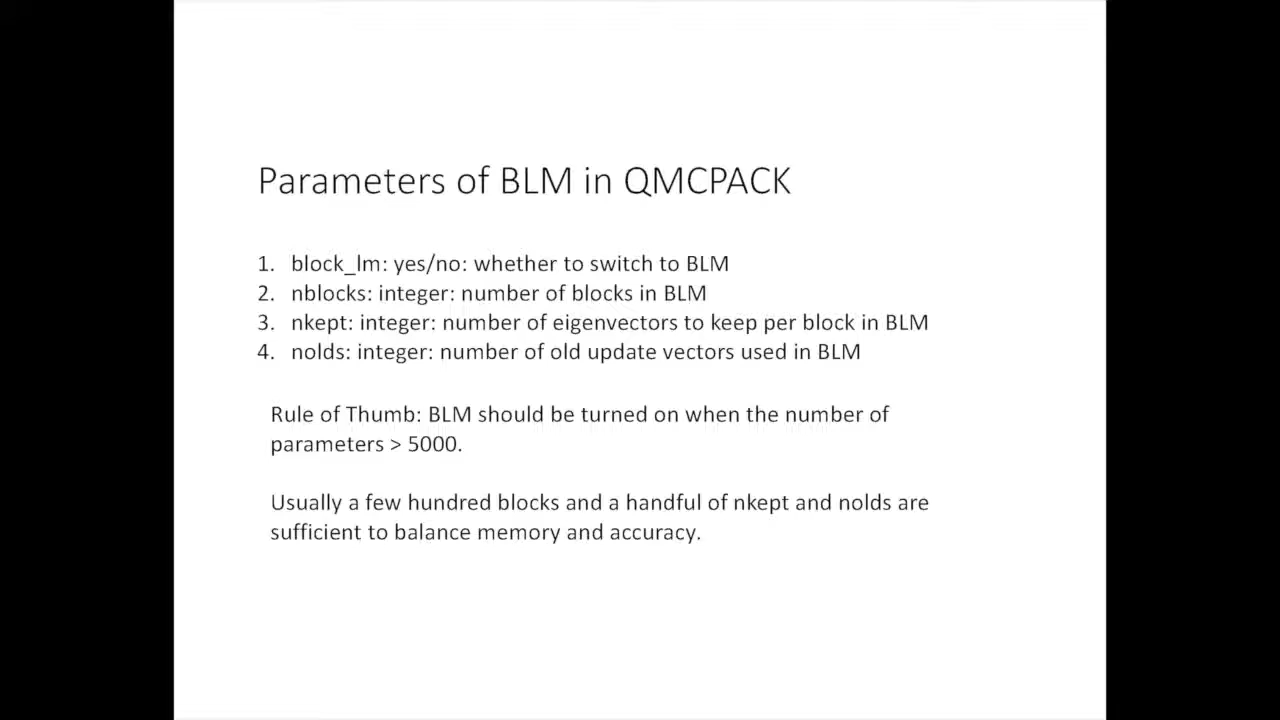 Parameters of BLM in QMCPACK
1. block_lm: yes/no: whether to switch to BLM
2. nblocks: integer: number of blocks in BLM
3. nkept: integer: number of eigenvectors to keep per block in BLM
4. nolds: integer: number of old update vectors used in BLM
Rule of Thumb: BLM should be turned on when the number of
parameters > 5000.
Usually a few hundred blocks and a handful of nkept and nolds are
sufficient to balance memory and accuracy.